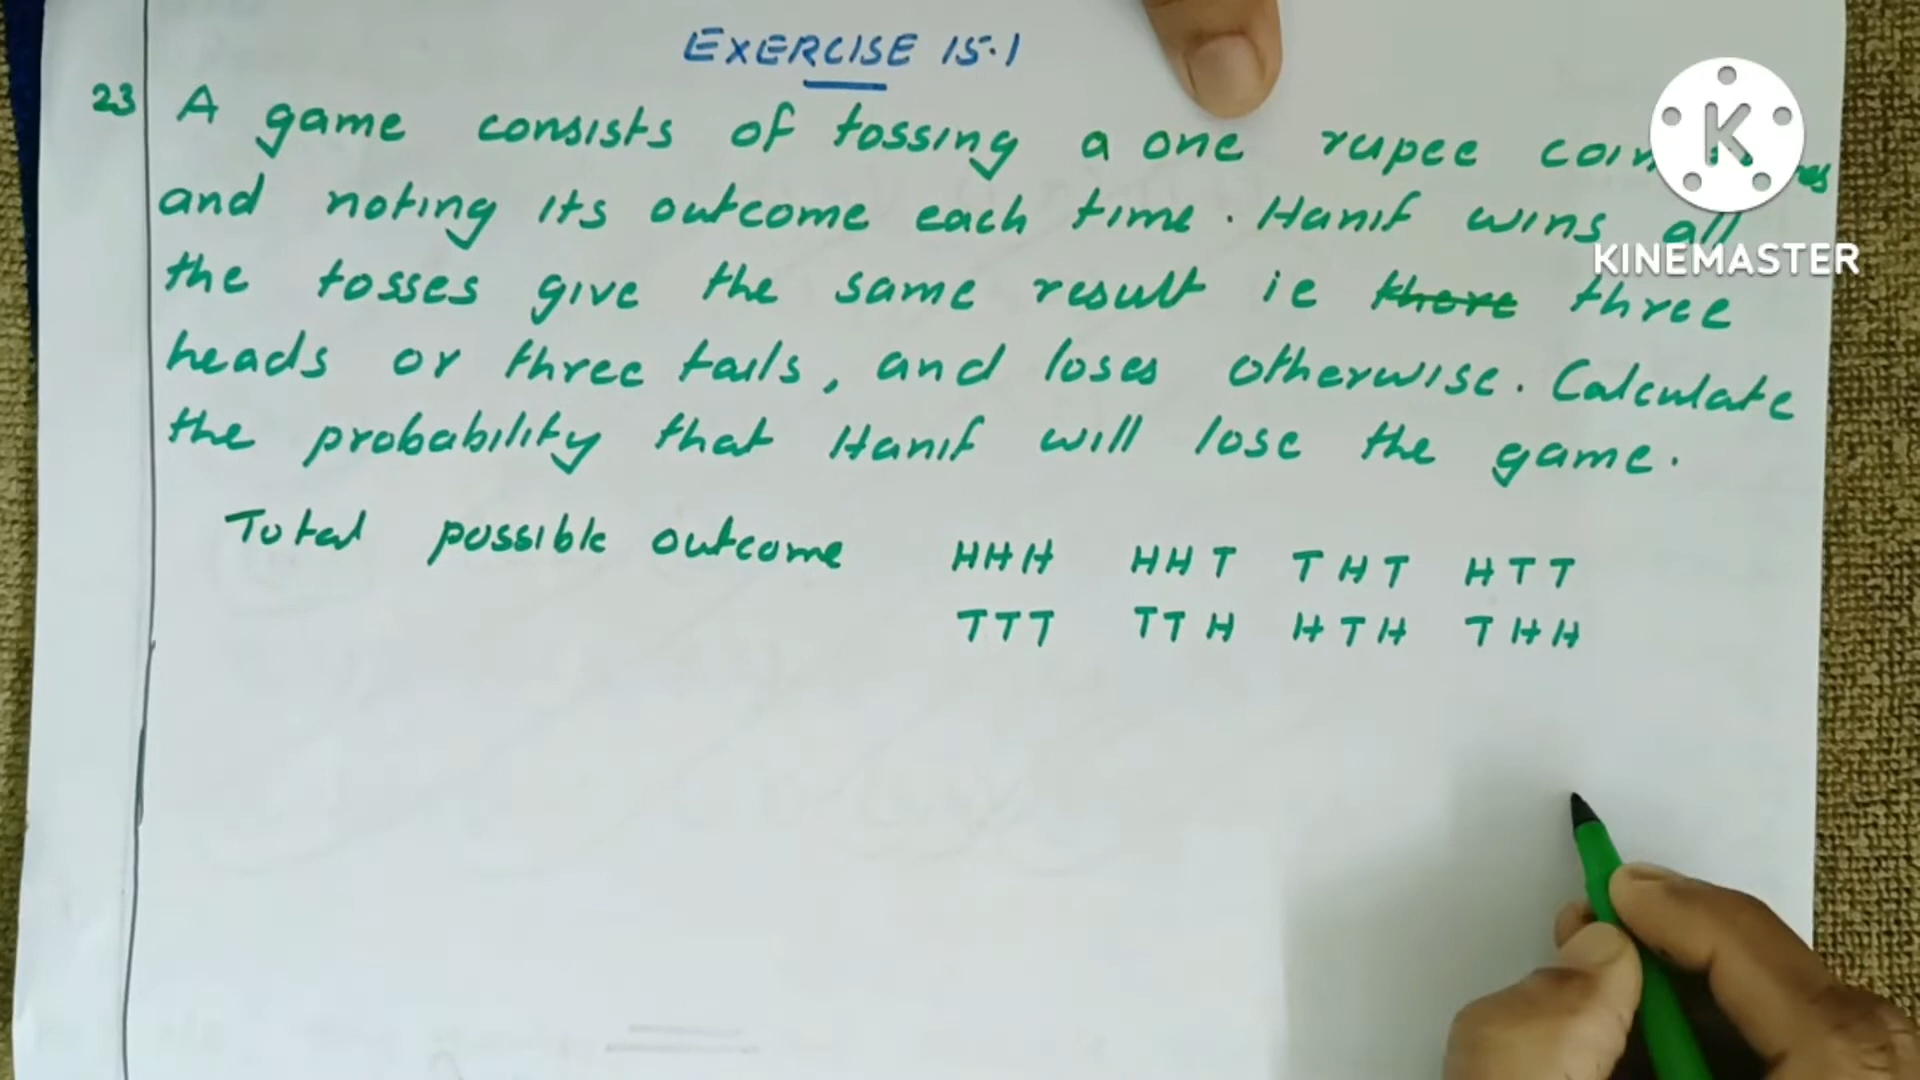 EXERCISE 15.1
23 A game consists of tossing a one rupee coin
and noting its outcome each time. Hanif wins all
the tosses give the same result ie there three
heads or three tails, and loses otherwise. Calculate
the probability that Hanif will lose the game.
Total possible outcome HHH HHT THT HTT
TTT TTH HTH THH
K
KINEMASTER